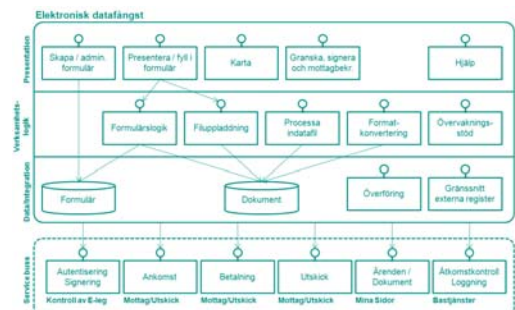 Elektronisk datafångst
Presentation
Skapa / admin.
formulär
Presentera / fyll i
formulär
Karta
Granska, signera
och mottagbekr.
Hjälp
Verksamhets-
logik
Formulärslogik
Filuppladdning
Processa
indatafil
Format-
konvertering
Övervaknings-
stöd
Data/Integration
Formulär
Dokument
Överföring
Gränssnitt
externa register
Servicebuss
Autentisering
Signering
Ankomst
Betalning
Utskick
Ärenden /
Dokument
Åtkomstkontroll
Loggning
Kontroll av E-leg
Mottag/Utskick
Mottag/Utskick
Mottag/Utskick
Mina Sidor
Bastjänster